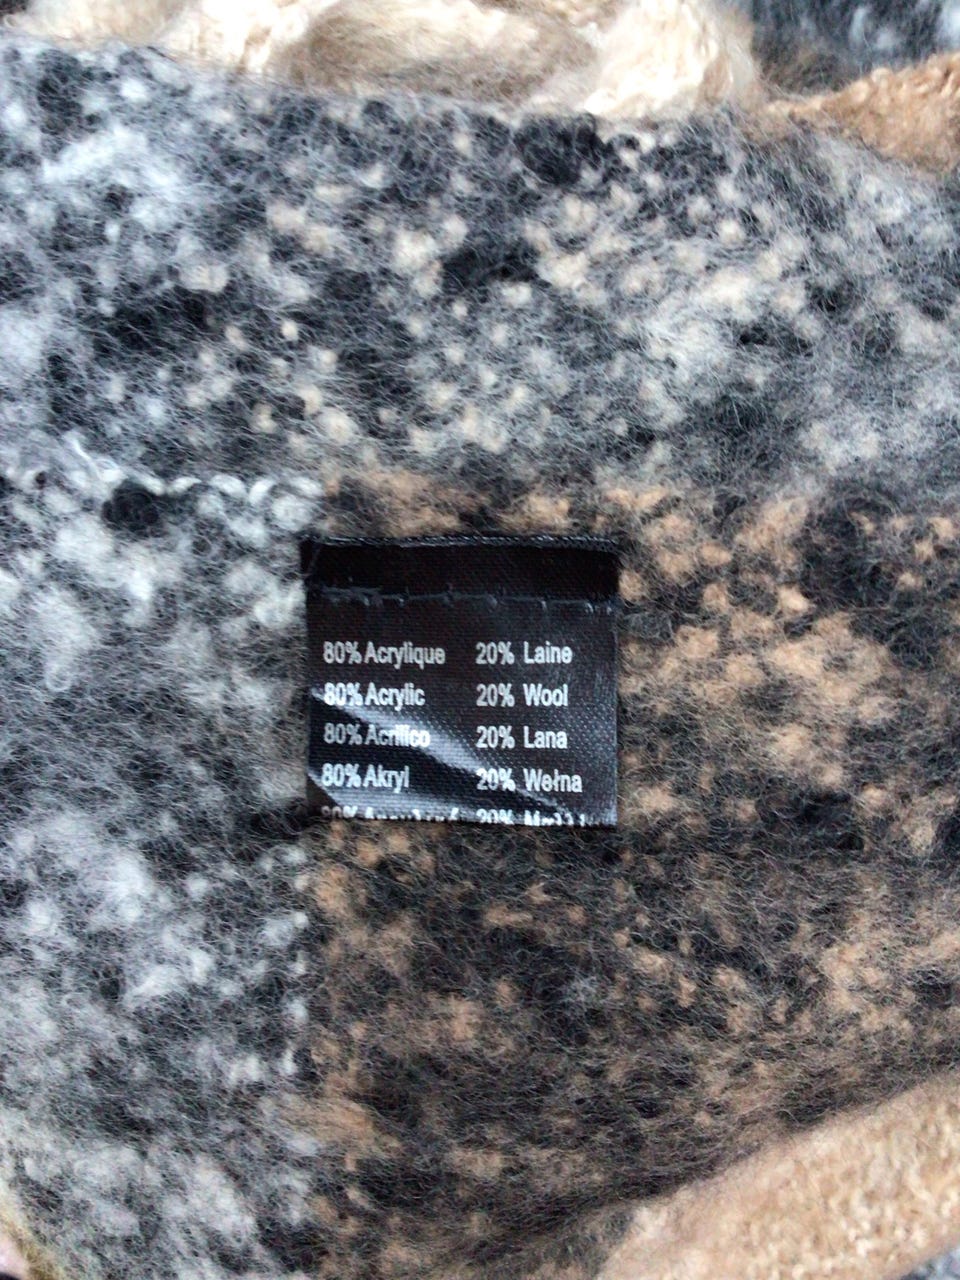 80% Acrylique 20% Laine
80% Acrylic 20% Wool
80% Acrilico 20% Lana
80% Akryl 20% Wełna